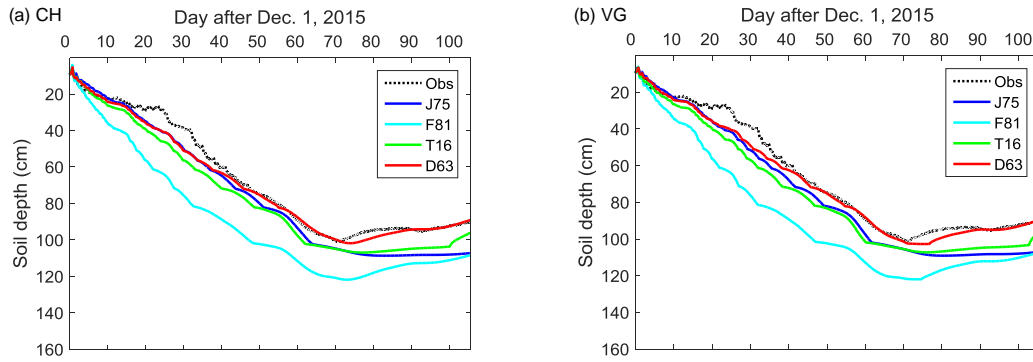 (a) CH
Day after Dec. 1, 2015
0 10 20 30 40 50 60 70 80 90 100
Soil depth (cm)
20
40
60
80
100
120
140
160
Obs
J75
F81
T16
D63
(b) VG
Day after Dec. 1, 2015
0 10 20 30 40 50 60 70 80 90 100
Soil depth (cm)
20
40
60
80
100
120
140
160
Obs
J75
F81
T16
D63